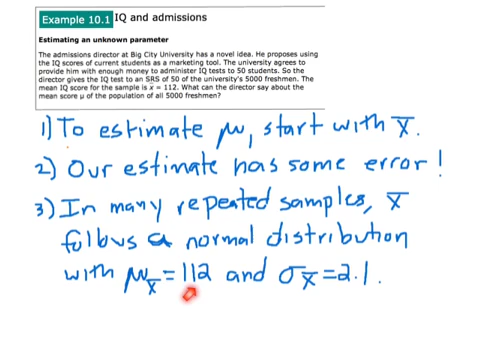 Example 10.1 IQ and admissions
Estimating an unknown parameter
The admissions director at Big City University has a novel idea. He proposes using
the IQ scores of current students as a marketing tool. The university agrees to
provide him with enough money to administer IQ tests to 50 students. So the
director gives the IQ test to an SRS of 50 of the university's 5000 freshmen. The
mean IQ score for the sample is x̄ = 112. What can the director say about the
mean score μ of the population of all 5000 freshmen?
1) To estimate μ, start with x̄.
2) Our estimate has some error!
3) In many repeated samples, x̄
follows a normal distribution
with μx̄ = 112 and σx̄ = 2.1.